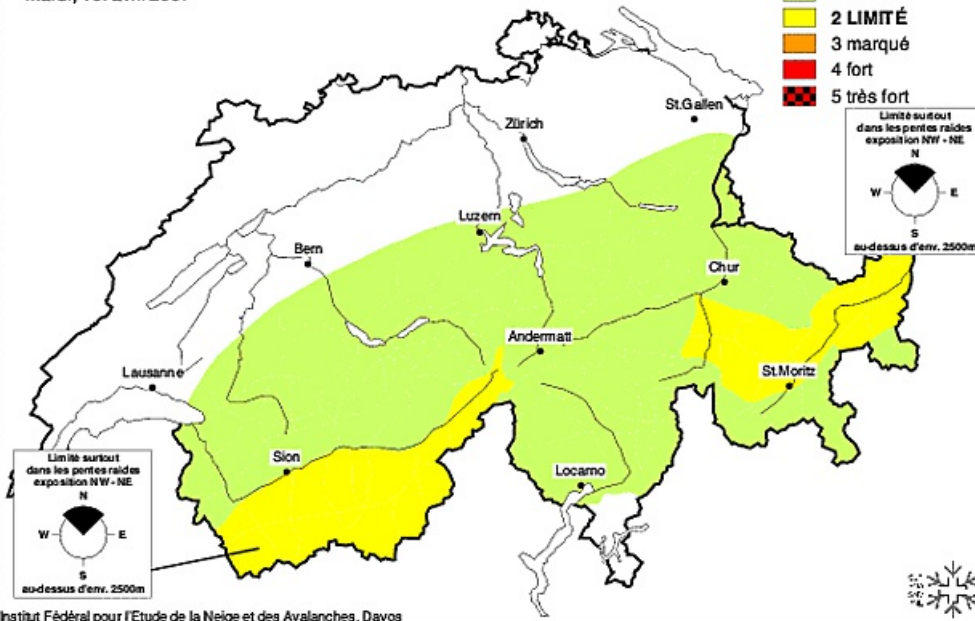 2 LIMITÉ
3 marqué
4 fort
5 très fort
St.Gallen
Zürich
Limité surtout
dans les pentes raides
exposition NW - NE
N
W
E
S
au-dessus d'env. 2500m
Luzern
Bern
Chur
Andermatt
Lausanne
St.Moritz
Sion
Locarno
Limité surtout
dans les pentes raides
exposition NW - NE
N
W
E
S
au-dessus d'env. 2500m
Institut Fédéral pour l'Etude de la Neige et des Avalanches, Davos